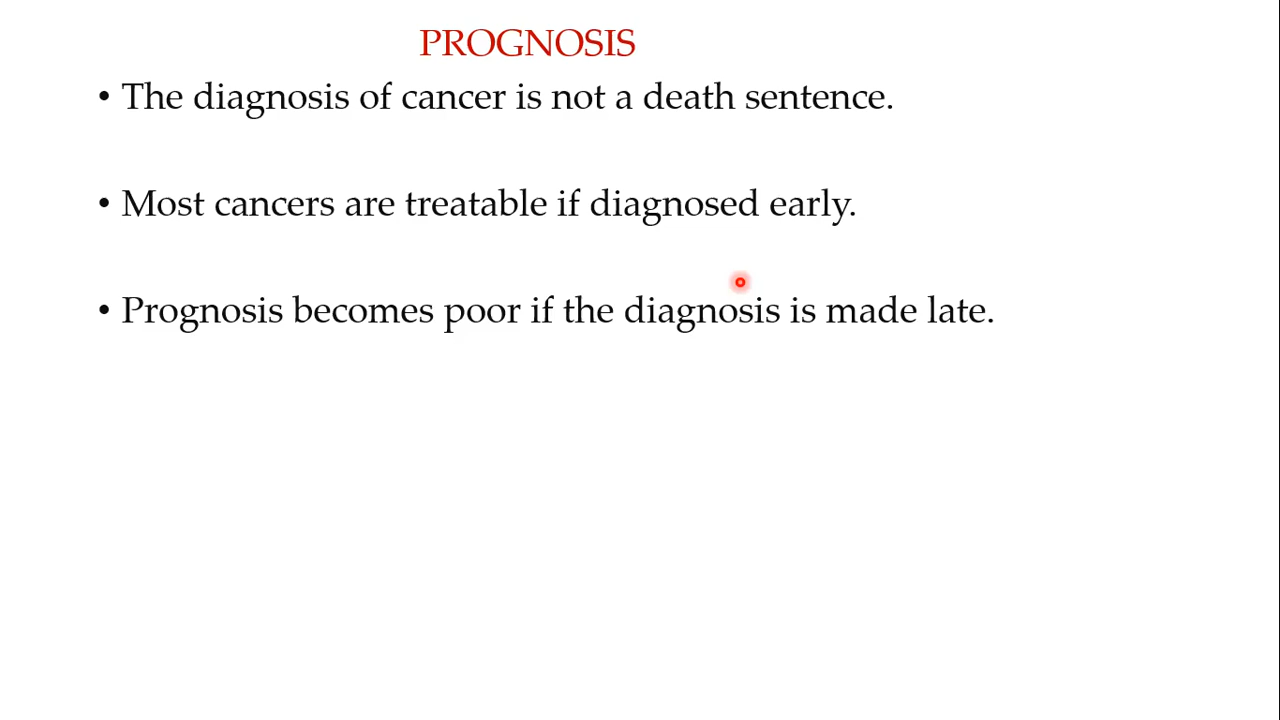 PROGNOSIS
• The diagnosis of cancer is not a death sentence.
• Most cancers are treatable if diagnosed early.
• Prognosis becomes poor if the diagnosis is made late.